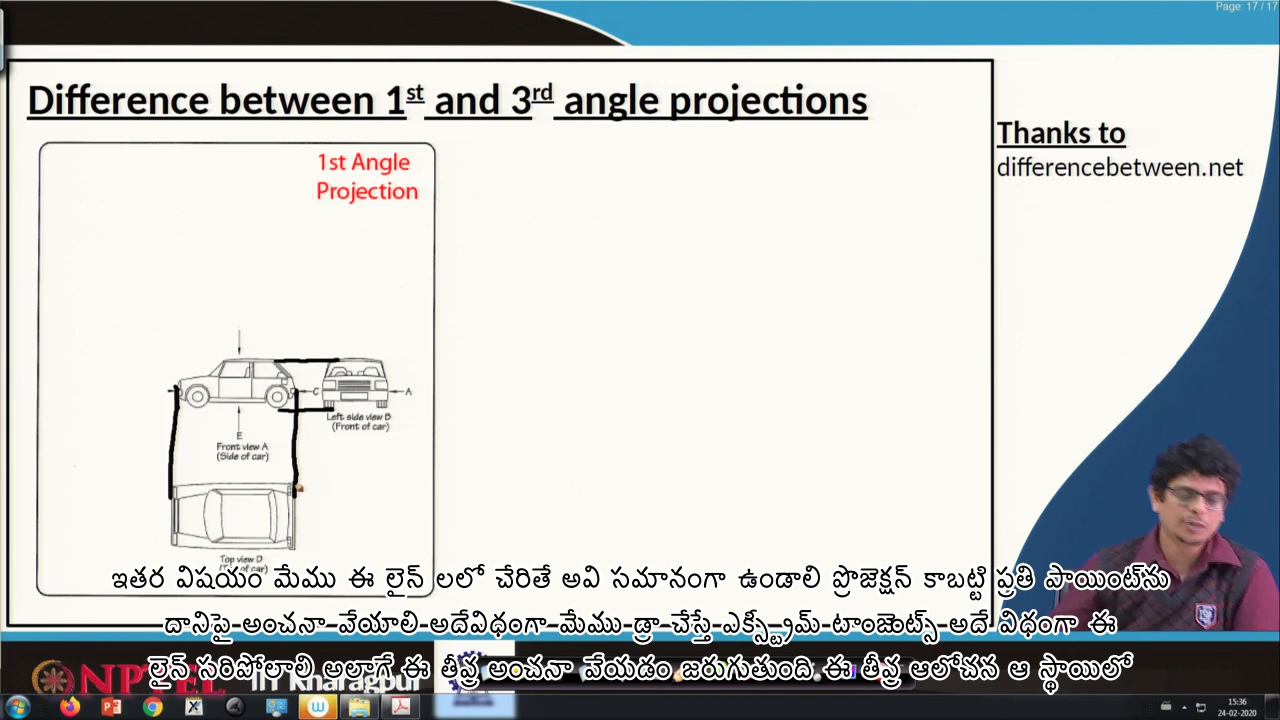 Page: 17 / 17
Difference between 1st and 3rd angle projections
Thanks to
differencebetween.net
1st Angle
Projection
C
A
Left side view B
(Front of car)
E
Front view A
(Side of car)
Top view D
ఇతర విషయం మేము ఈ లైన్ లలో చేరితే అవి సమానంగా ఉండాలి ప్రొజెక్షన్ కాబట్టి ప్రతి పాయింట్‌ను
దానిపై అంచనా వేయాలి అదేవిధంగా మేము డ్రా చేస్తే ఎక్స్ట్రీమ్ టాంజెంట్స్ అదే విధంగా ఈ
లైన్ సరిపోలాలి అలాగే ఈ తీవ్ర అంచనా వేయడం జరుగుతుంది ఈ తీవ్ర ఆలోచన ఆ స్థాయిలో
NPTEL IIT Kharagpur
15:36
24-02-2020